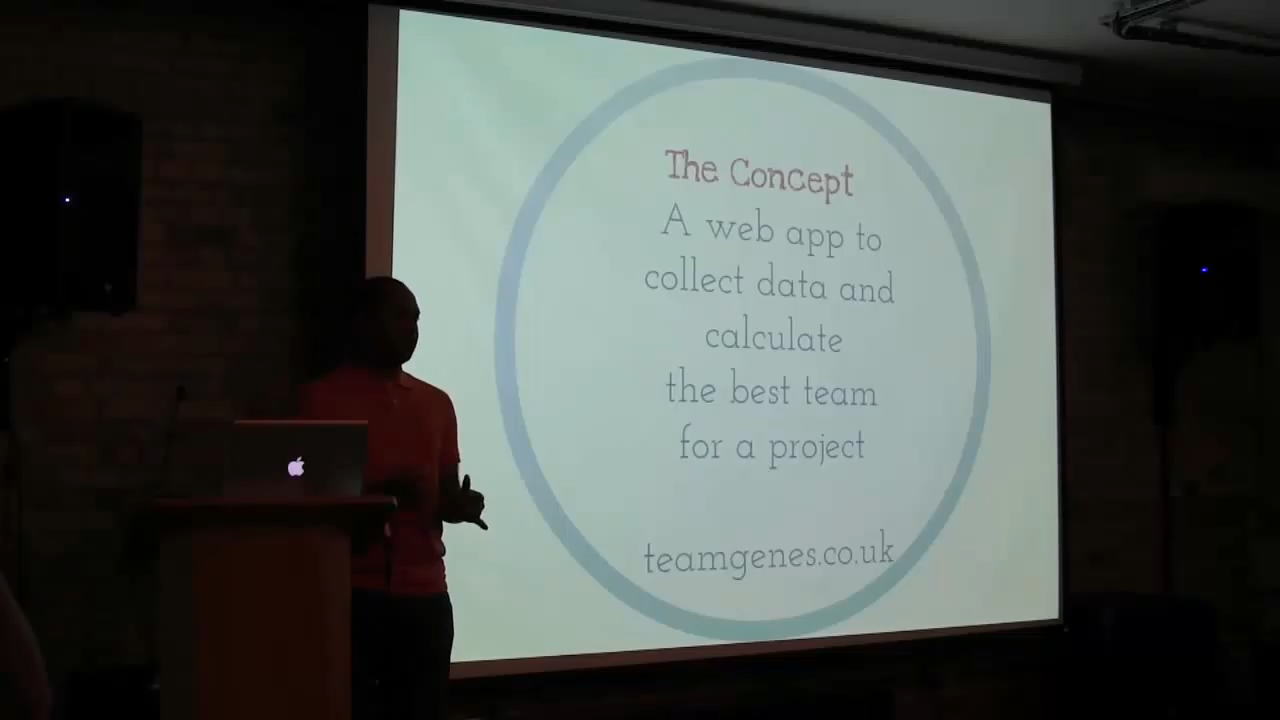 The Concept
A web app to
collect data and
calculate
the best team
for a project
teamgenes.co.uk